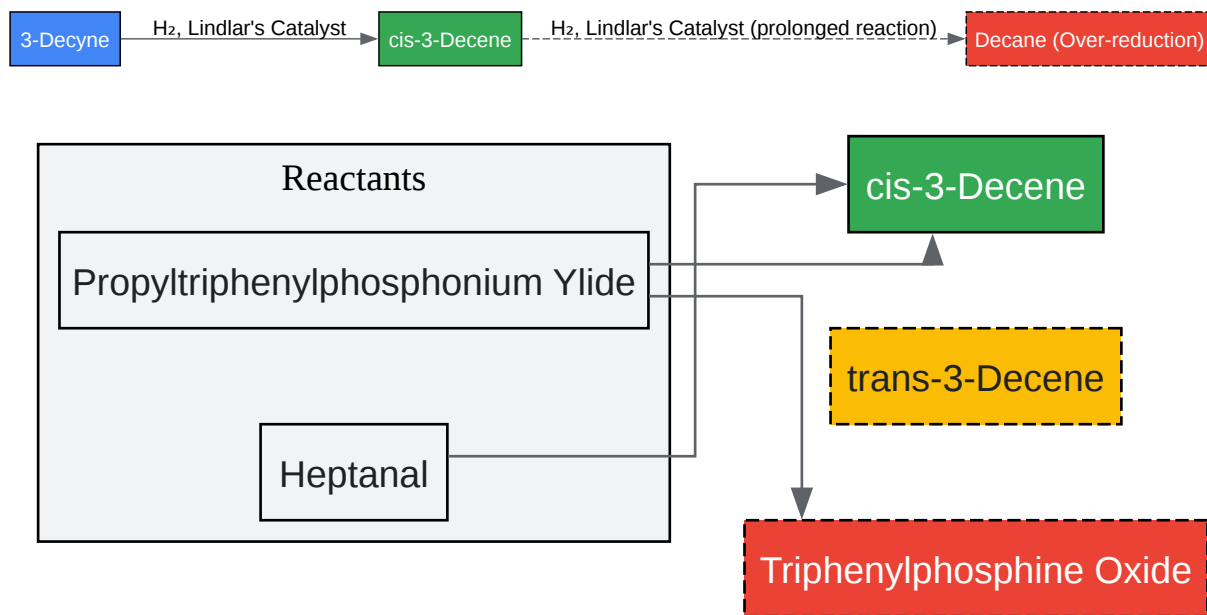 3-Decyne
H₂, Lindlar's Catalyst
cis-3-Decene
H₂, Lindlar's Catalyst (prolonged reaction)
Decane (Over-reduction)
Reactants
Propyltriphenylphosphonium Ylide
Heptanal
cis-3-Decene
trans-3-Decene
Triphenylphosphine Oxide